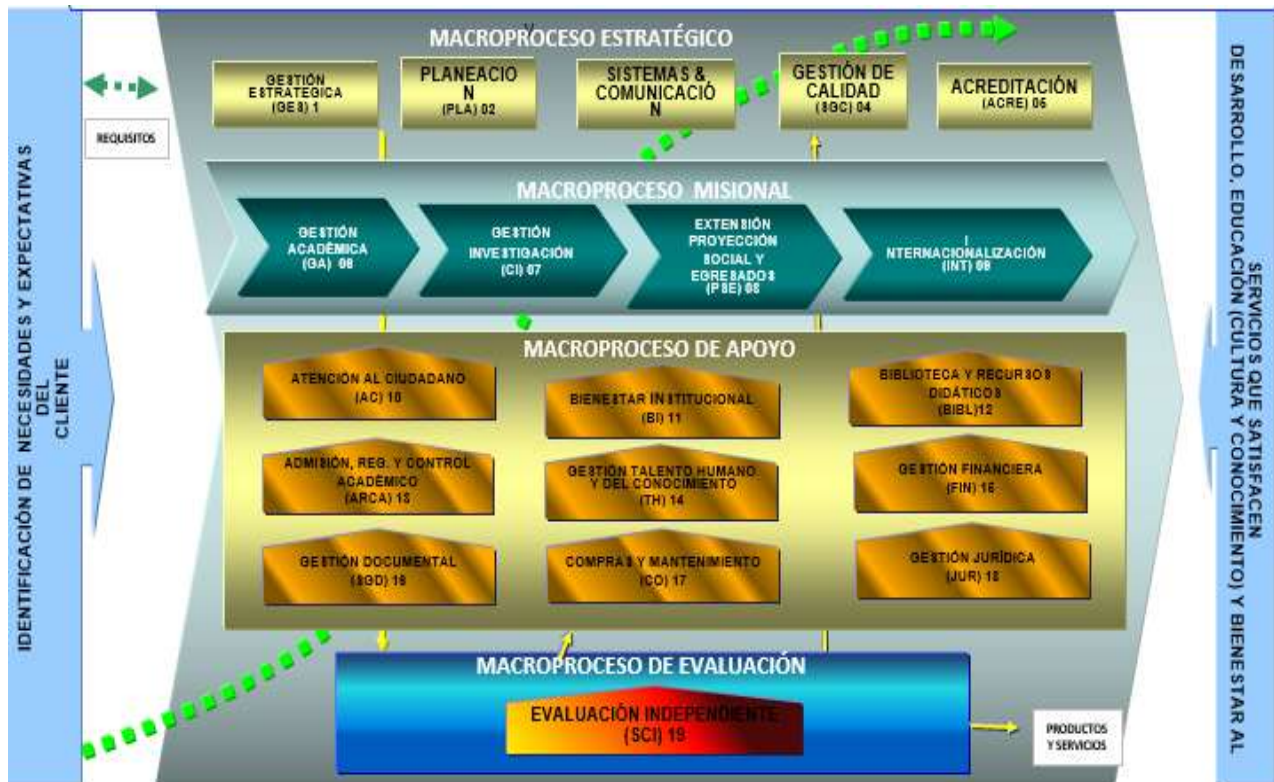 MACROPROCESO ESTRATÉGICO
GESTIÓN
ESTRATEGICA
(GES) 1
PLANEACIO
N
(PLA) 02
SISTEMAS &
COMUNICACIÓ
N
GESTIÓN DE
CALIDAD
(SGC) 04
ACREDITACIÓN
(ACRE) 05
REQUISITOS
IDENTIFICACIÓN DE NECESIDADES Y EXPECTATIVAS
DEL
CLIENTE
MACROPROCESO MISIONAL
GESTIÓN
ACADÉMICA
(GA) 06
GESTIÓN
INVESTIGACIÓN
(CI) 07
EXTENSIÓN
PROYECCIÓN
SOCIAL Y
EGRESADOS
(PSE) 08
I
NTERNACIONALIZACIÓN
(INT) 09
MACROPROCESO DE APOYO
ATENCIÓN AL CIUDADANO
(AC) 10
BIENESTAR INSTITUCIONAL
(BI) 11
BIBLIOTECA Y RECURSOS
DIDÁTICOS
(BIBL)12
ADMISIÓN, REG. Y CONTROL
ACADÉMICO
(ARCA) 13
GESTIÓN TALENTO HUMANO
Y DEL CONOCIMIENTO
(TH) 14
GESTIÓN FINANCIERA
(FIN) 15
GESTIÓN DOCUMENTAL
(SGD) 16
COMPRAS Y MANTENIMIENTO
(CO) 17
GESTIÓN JURÍDICA
(JUR) 18
MACROPROCESO DE EVALUACIÓN
EVALUACIÓN INDEPENDIENTE
(SCI) 19
PRODUCTOS
Y SERVICIOS
SERVICIOS QUE SATISFACEN
DESARROLLO, EDUCACIÓN (CULTURA Y CONOCIMIENTO) Y BIENESTAR AL